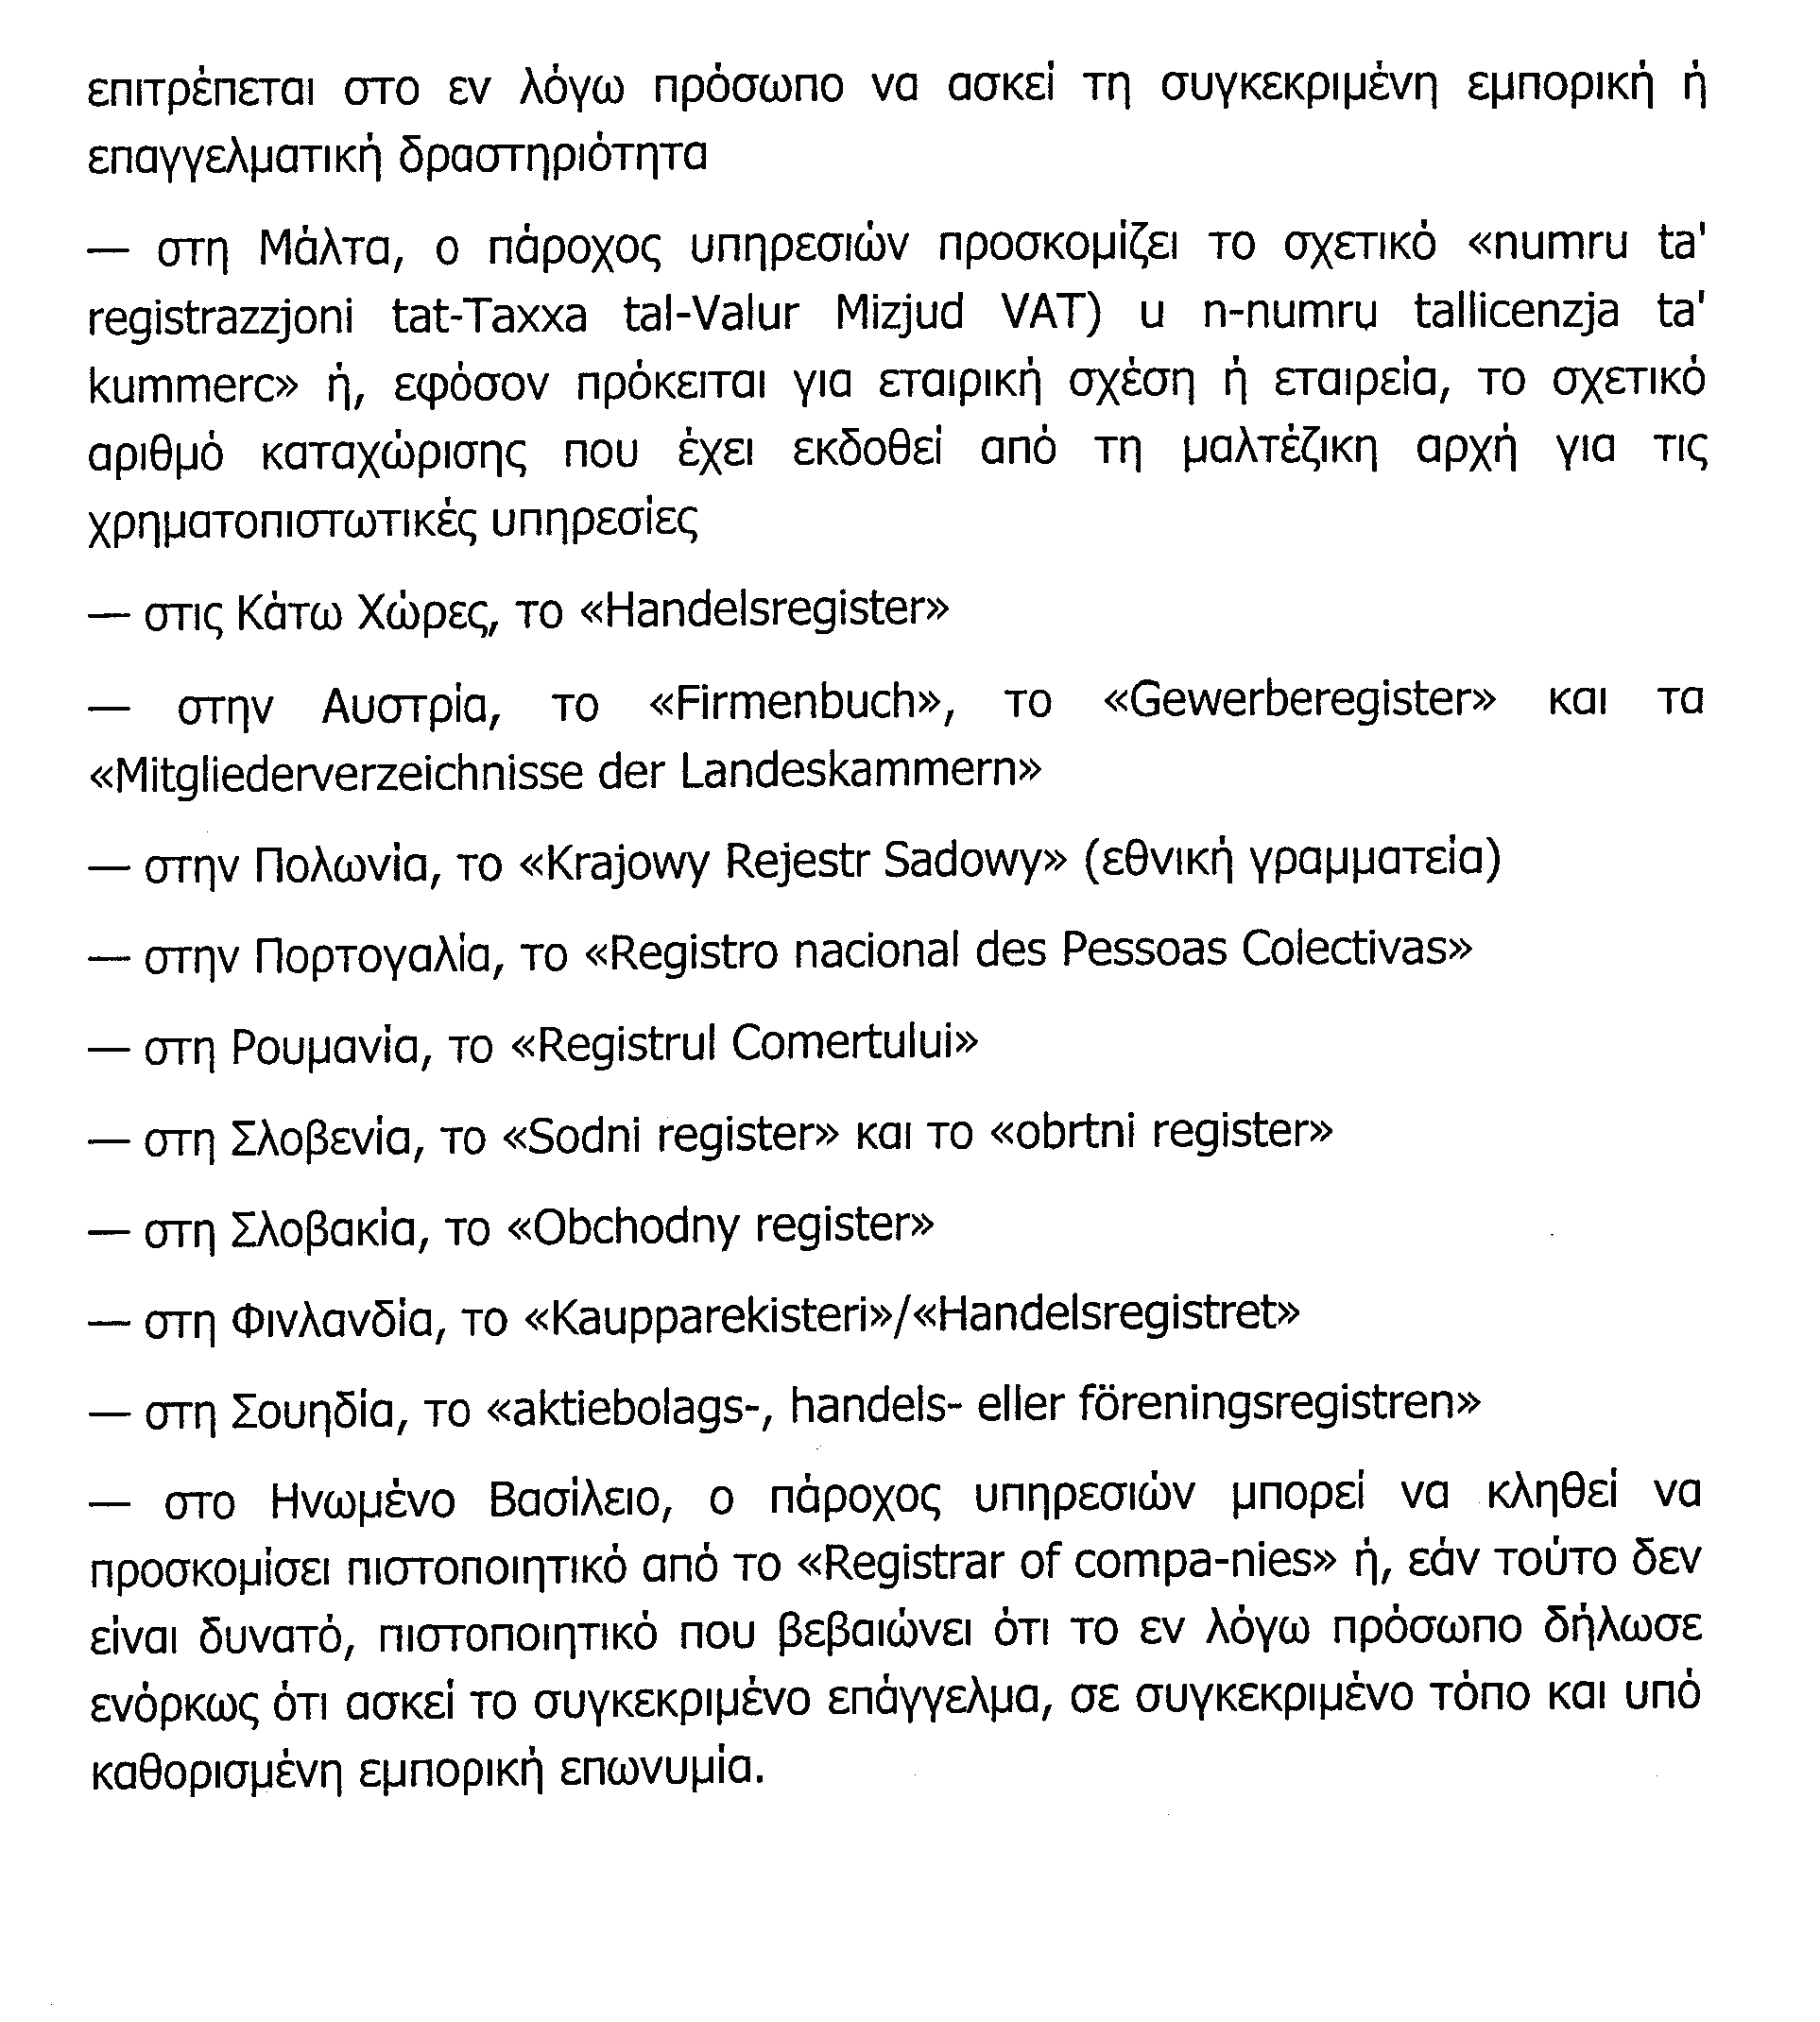 επιτρέπεται στο εν λόγω πρόσωπο να ασκεί τη συγκεκριμένη εμπορική ή
επαγγελματική δραστηριότητα
— στη Μάλτα, ο πάροχος υπηρεσιών προσκομίζει το σχετικό «numru ta'
registrazzjoni tat-Taxxa tal-Valur Mizjud VAT) u n-numru tallicenzja ta'
kummerc» ή, εφόσον πρόκειται για εταιρική σχέση ή εταιρεία, το σχετικό
αριθμό καταχώρισης που έχει εκδοθεί από τη μαλτέζικη αρχή για τις
χρηματοπιστωτικές υπηρεσίες
— στις Κάτω Χώρες, το «Handelsregister»
— στην Αυστρία, το «Firmenbuch», το «Gewerberegister» και τα
«Mitgliederverzeichnisse der Landeskammern»
— στην Πολωνία, το «Krajowy Rejestr Sadowy» (εθνική γραμματεία)
— στην Πορτογαλία, το «Registro nacional des Pessoas Colectivas»
— στη Ρουμανία, το «Registrul Comertului»
— στη Σλοβενία, το «Sodni register» και το «obrtni register»
— στη Σλοβακία, το «Obchodny register»
— στη Φινλανδία, το «Kaupparekisteri»/«Handelsregistret»
— στη Σουηδία, το «aktiebolags-, handels- eller föreningsregistren»
— στο Ηνωμένο Βασίλειο, ο πάροχος υπηρεσιών μπορεί να κληθεί να
προσκομίσει πιστοποιητικό από το «Registrar of compa-nies» ή, εάν τούτο δεν
είναι δυνατό, πιστοποιητικό που βεβαιώνει ότι το εν λόγω πρόσωπο δήλωσε
ενόρκως ότι ασκεί το συγκεκριμένο επάγγελμα, σε συγκεκριμένο τόπο και υπό
καθορισμένη εμπορική επωνυμία.